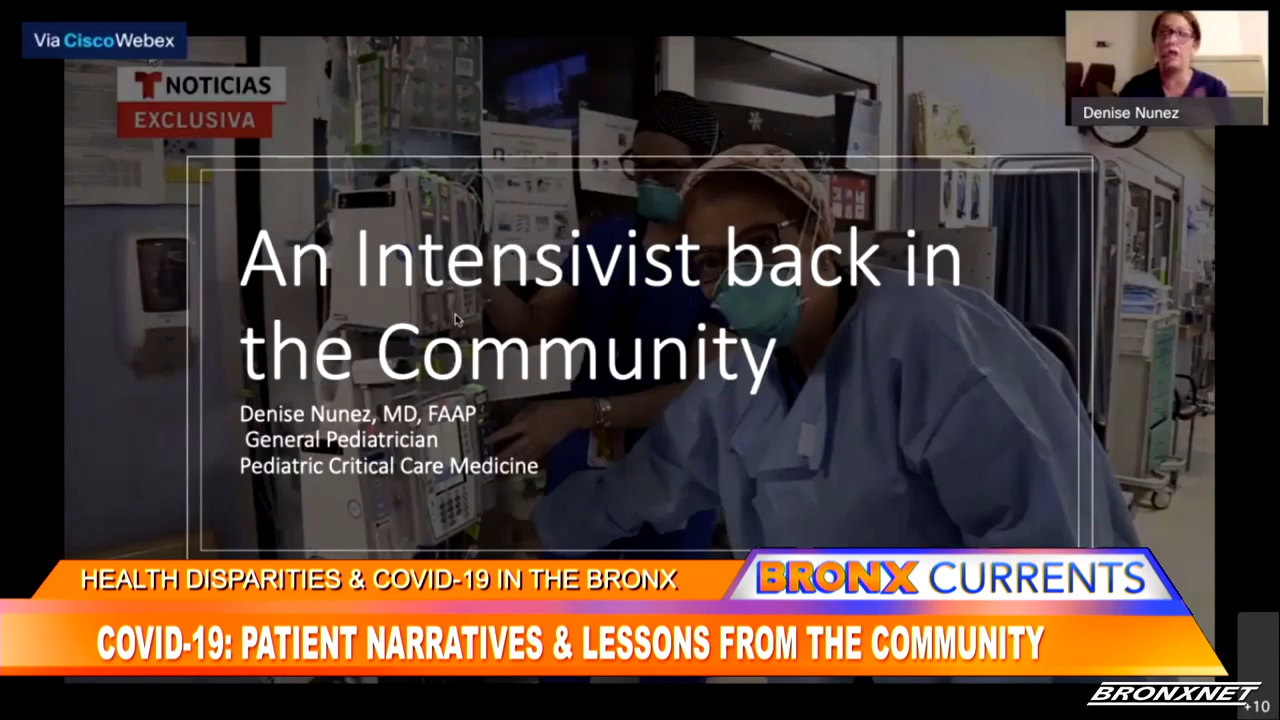 Via Cisco Webex
NOTICIAS
EXCLUSIVA
Denise Nunez
An Intensivist back in
the Community
Denise Nunez, MD, FAAP
General Pediatrician
Pediatric Critical Care Medicine
HEALTH DISPARITIES & COVID-19 IN THE BRONX
BRONX CURRENTS
COVID-19: PATIENT NARRATIVES & LESSONS FROM THE COMMUNITY
BRONXNET
+10